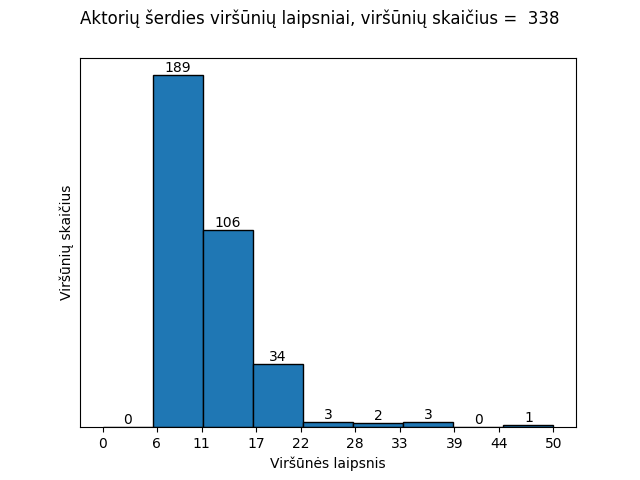 Aktorių šerdies viršūnių laipsniai, viršūnių skaičius =  338
Viršūnių skaičius
189
106
34
0
3
2
3
0
1
0 6 11 17 22 28 33 39 44 50
Viršūnės laipsnis